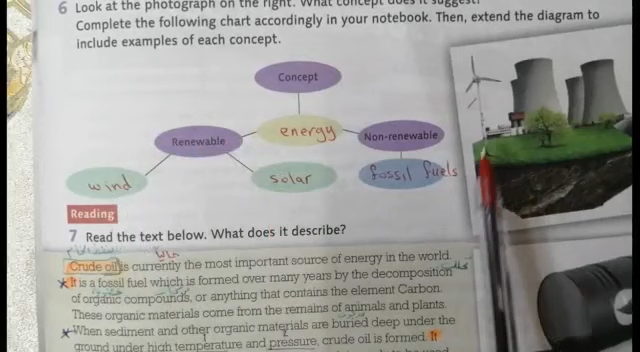 6 Look at the photograph on the right. What concept does it suggest?
Complete the following chart accordingly in your notebook. Then, extend the diagram to
include examples of each concept.
Concept
Renewable
energy
Non-renewable
wind
solar
fossil fuels
Reading
7 Read the text below. What does it describe?
Crude oil is currently the most important source of energy in the world.
It is a fossil fuel which is formed over many years by the decomposition
of organic compounds, or anything that contains the element Carbon.
These organic materials come from the remains of animals and plants.
When sediment and other organic materials are buried deep under the
ground under high temperature and pressure, crude oil is formed. It